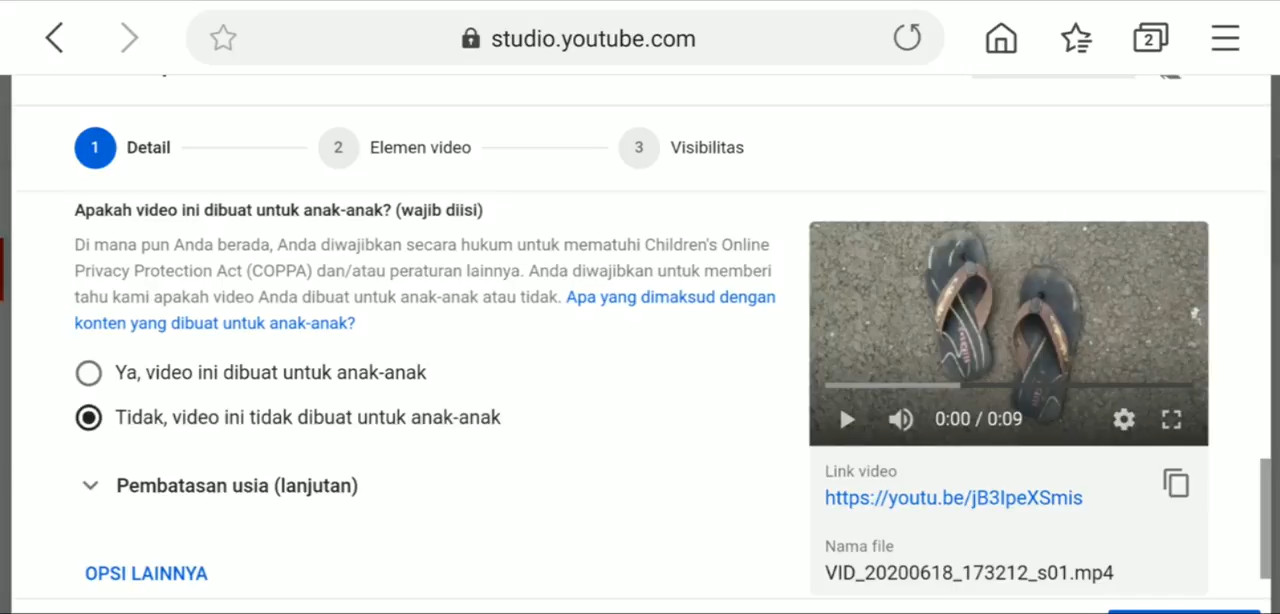 studio.youtube.com
2
1 Detail
2 Elemen video
3 Visibilitas
Apakah video ini dibuat untuk anak-anak? (wajib diisi)
Di mana pun Anda berada, Anda diwajibkan secara hukum untuk mematuhi Children's Online
Privacy Protection Act (COPPA) dan/atau peraturan lainnya. Anda diwajibkan untuk memberi
tahu kami apakah video Anda dibuat untuk anak-anak atau tidak. Apa yang dimaksud dengan
konten yang dibuat untuk anak-anak?
Ya, video ini dibuat untuk anak-anak
Tidak, video ini tidak dibuat untuk anak-anak
Pembatasan usia (lanjutan)
OPSI LAINNYA
0:00 / 0:09
Link video
https://youtu.be/jB3IpeXSmis
Nama file
VID_20200618_173212_s01.mp4